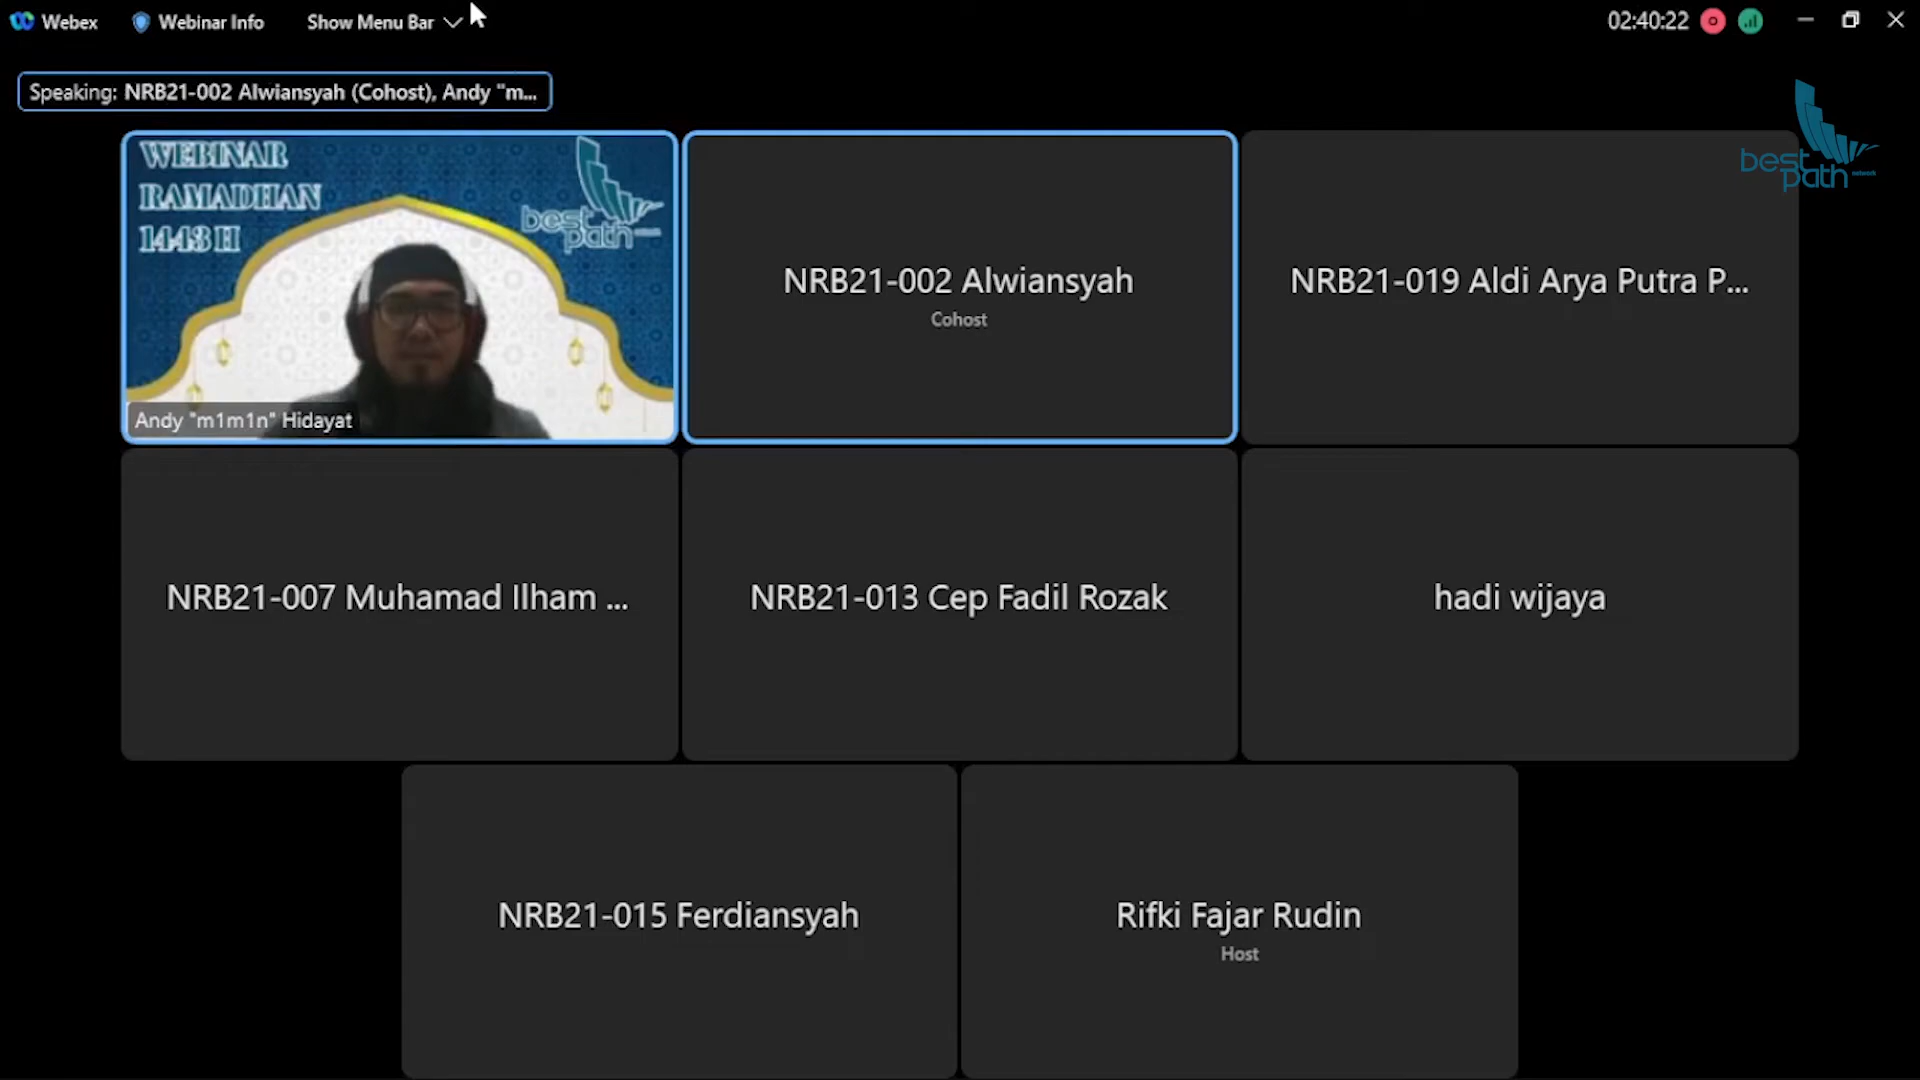 Webex
Webinar Info
Show Menu Bar
02:40:22
Speaking: NRB21-002 Alwiansyah (Cohost), Andy "m...
best
path
network
WEBINAR
RAMADHAN
1443 H
best
path
Andy "m1m1n" Hidayat
NRB21-002 Alwiansyah
Cohost
NRB21-019 Aldi Arya Putra P...
NRB21-007 Muhamad Ilham ...
NRB21-013 Cep Fadil Rozak
hadi wijaya
NRB21-015 Ferdiansyah
Rifki Fajar Rudin
Host